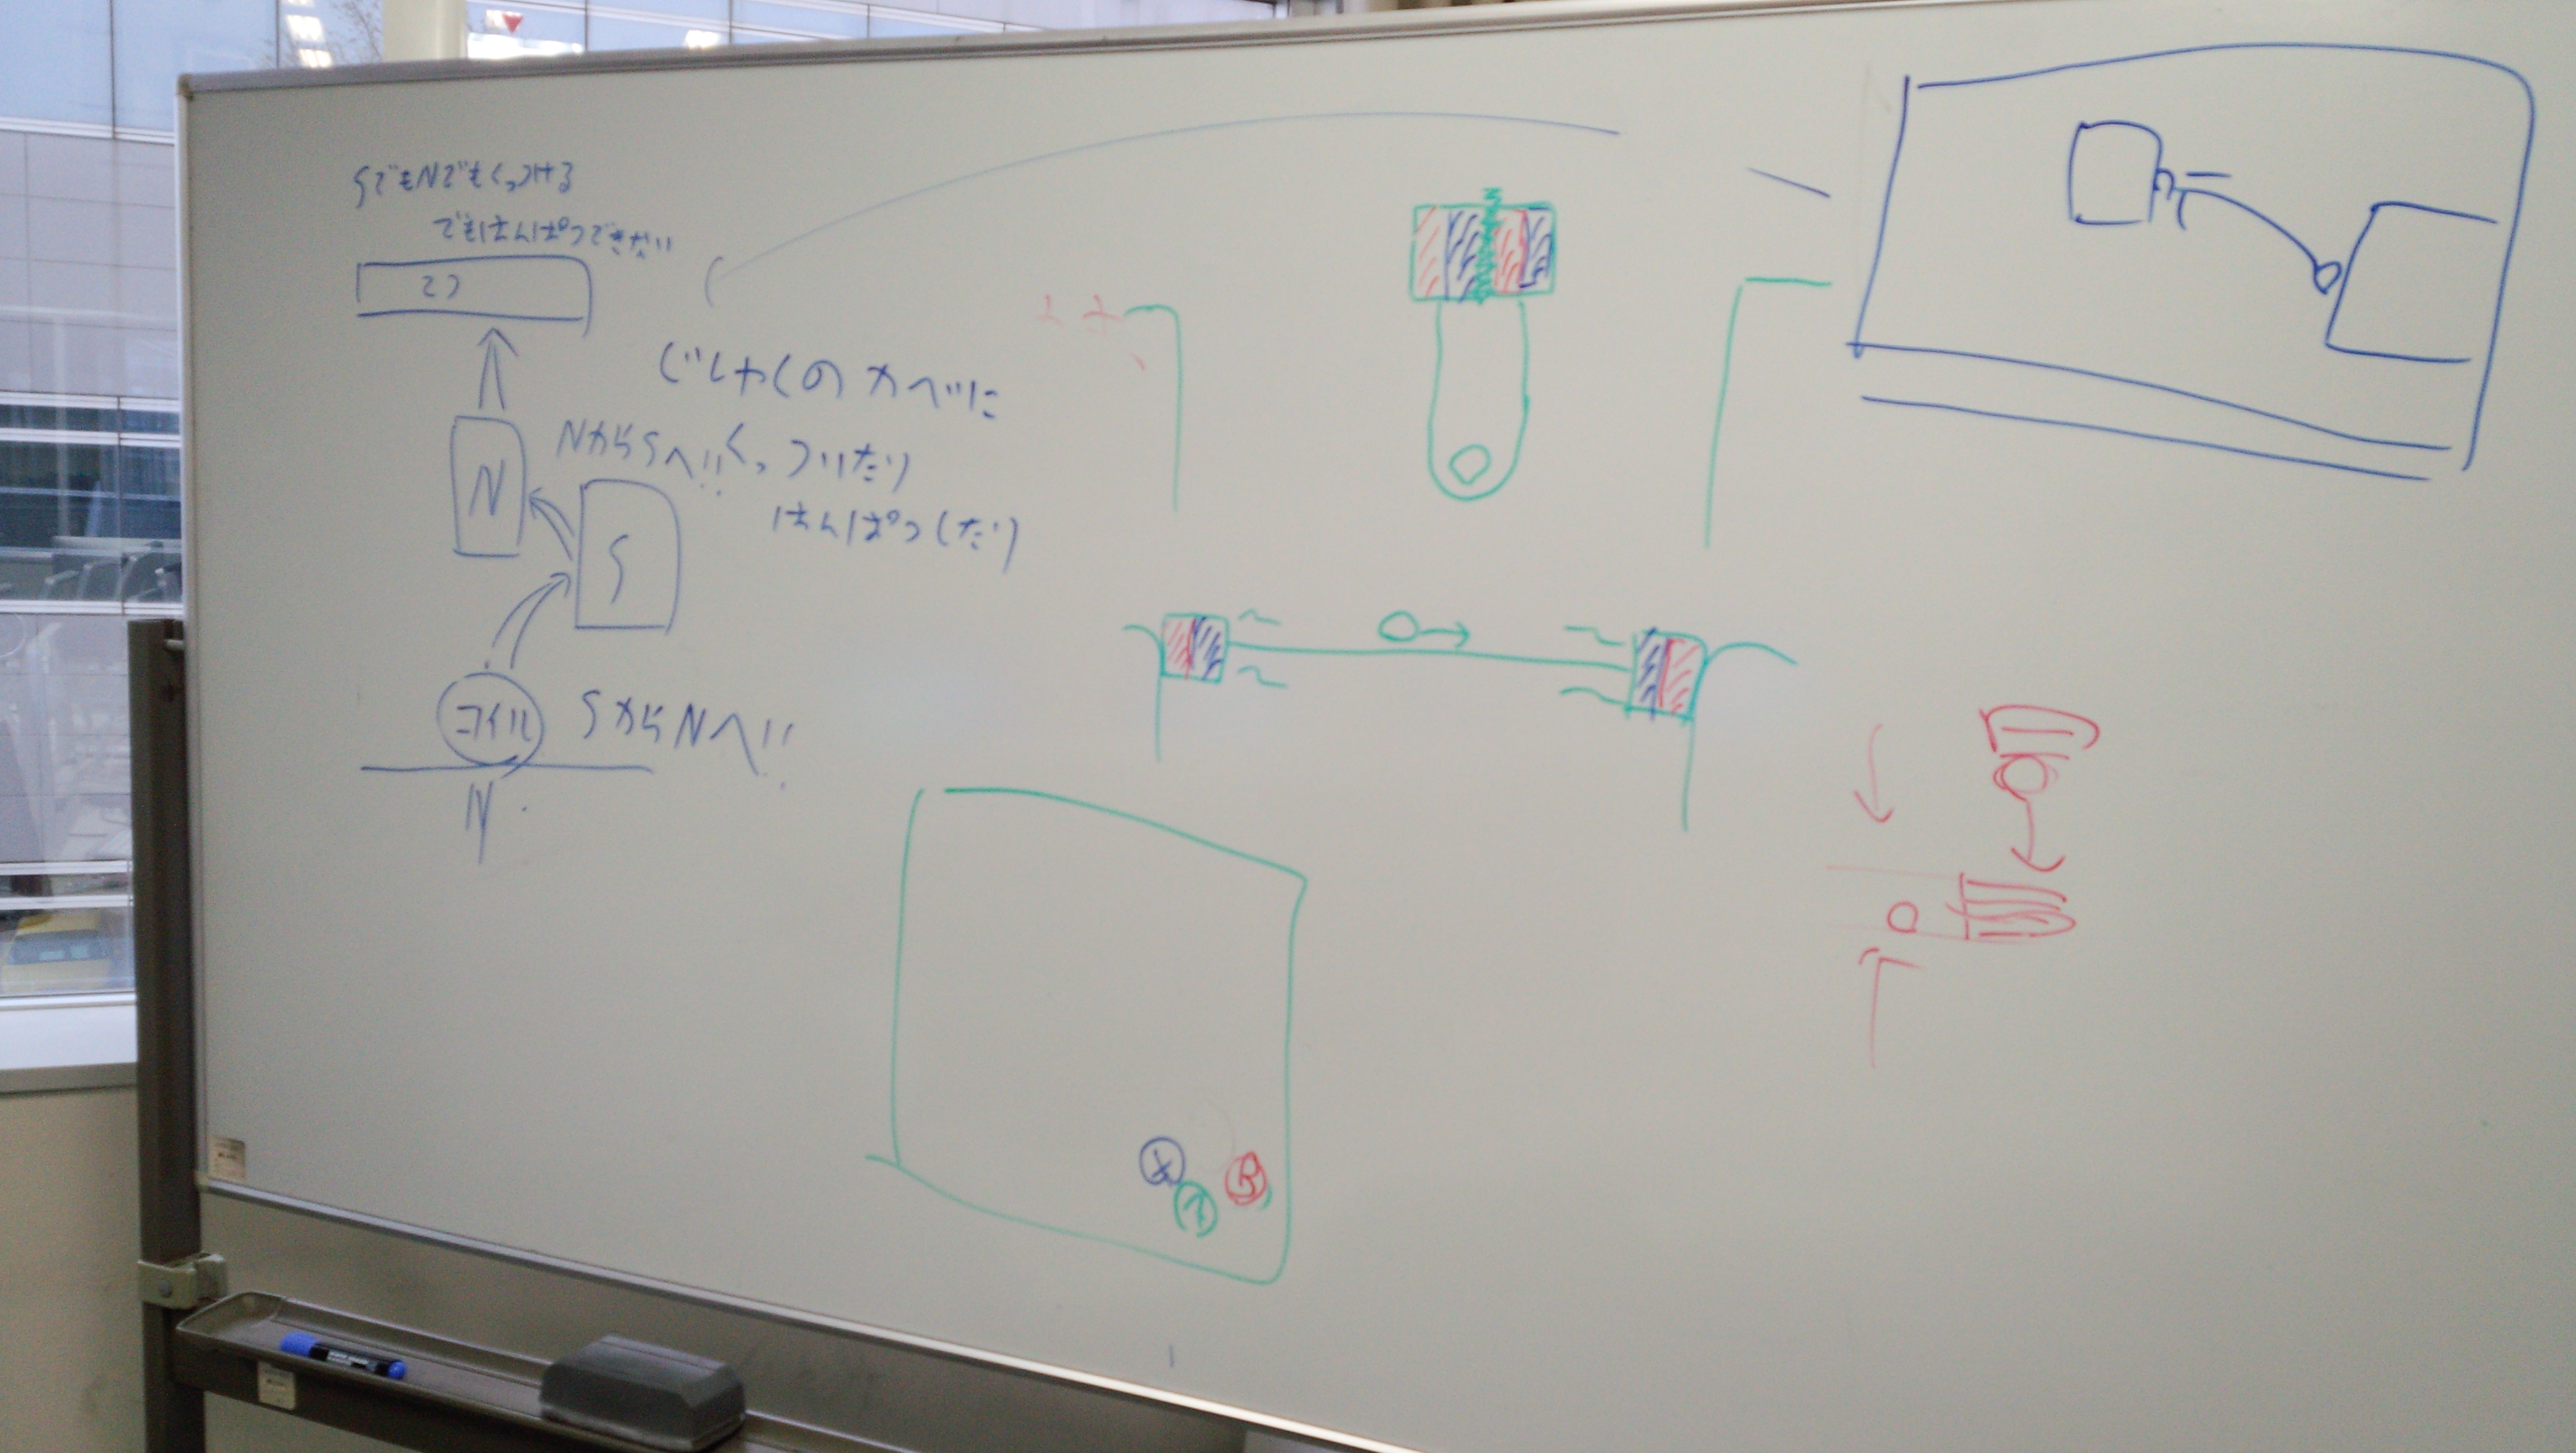 SでもNでもくっつける
でもはんぱつできない
じしゃくのカベに
NからSへ!! くっついたり
はんぱつしたり
N
S
コイル
SからNへ!!
N
B